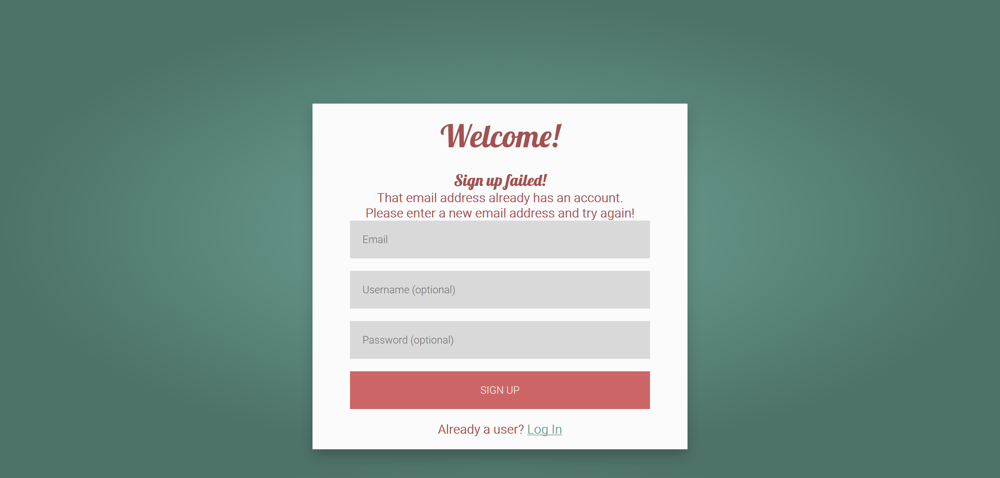 Welcome!
Sign up failed!
That email address already has an account.
Please enter a new email address and try again!
Email
Username (optional)
Password (optional)
SIGN UP
Already a user? Log In